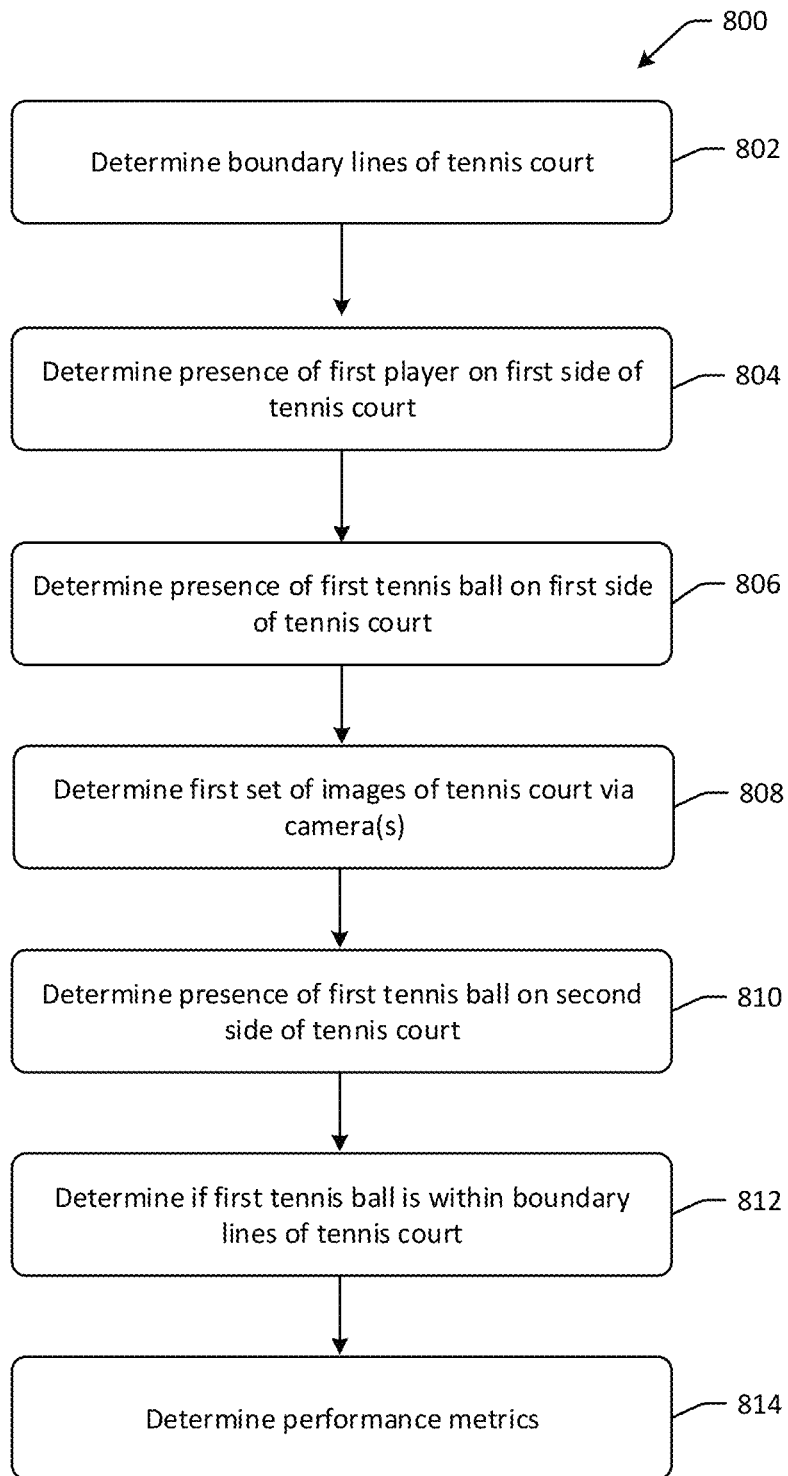 800
Determine boundary lines of tennis court
802
Determine presence of first player on first side of
tennis court
804
Determine presence of first tennis ball on first side
of tennis court
806
Determine first set of images of tennis court via
camera(s)
808
Determine presence of first tennis ball on second
side of tennis court
810
Determine if first tennis ball is within boundary
lines of tennis court
812
Determine performance metrics
814